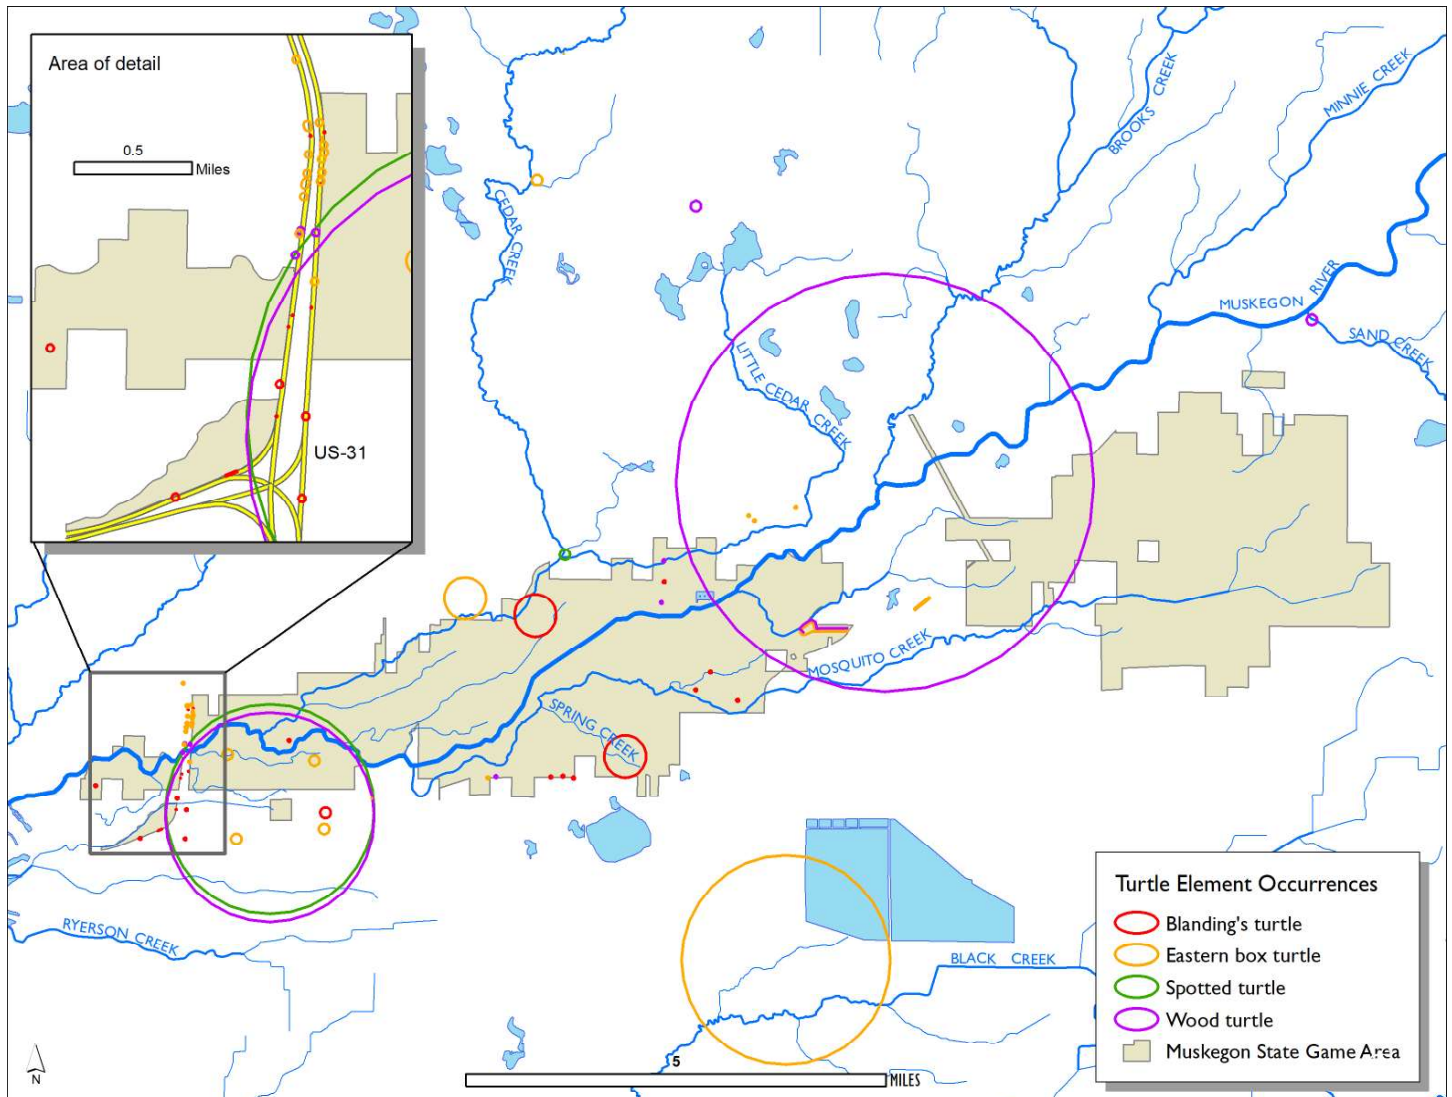 Area of detail
0.5
Miles
US-31
CEDAR CREEK
BROOKS CREEK
MINNIE CREEK
MUSKEGON RIVER
SAND CREEK
LITTLE CEDAR CREEK
MOSQUITO CREEK
SPRING CREEK
RYERSON CREEK
BLACK CREEK
Turtle Element Occurrences
Blanding's turtle
Eastern box turtle
Spotted turtle
Wood turtle
Muskegon State Game Area
N
5
MILES